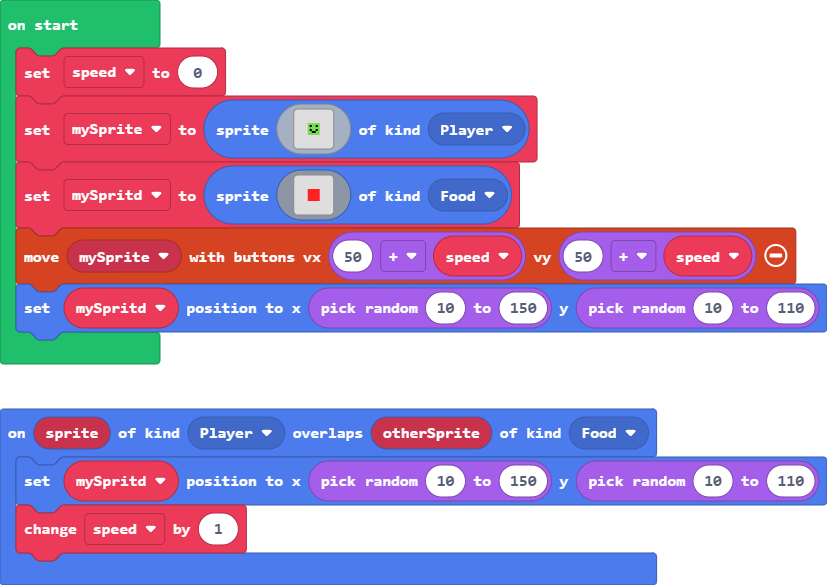 on start
set speed to 0
set mySprite to sprite of kind Player
set mySpritd to sprite of kind Food
move mySprite with buttons vx 50 + speed vy 50 + speed
set mySpritd position to x pick random 10 to 150 y pick random 10 to 110
on sprite of kind Player overlaps otherSprite of kind Food
set mySpritd position to x pick random 10 to 150 y pick random 10 to 110
change speed by 1